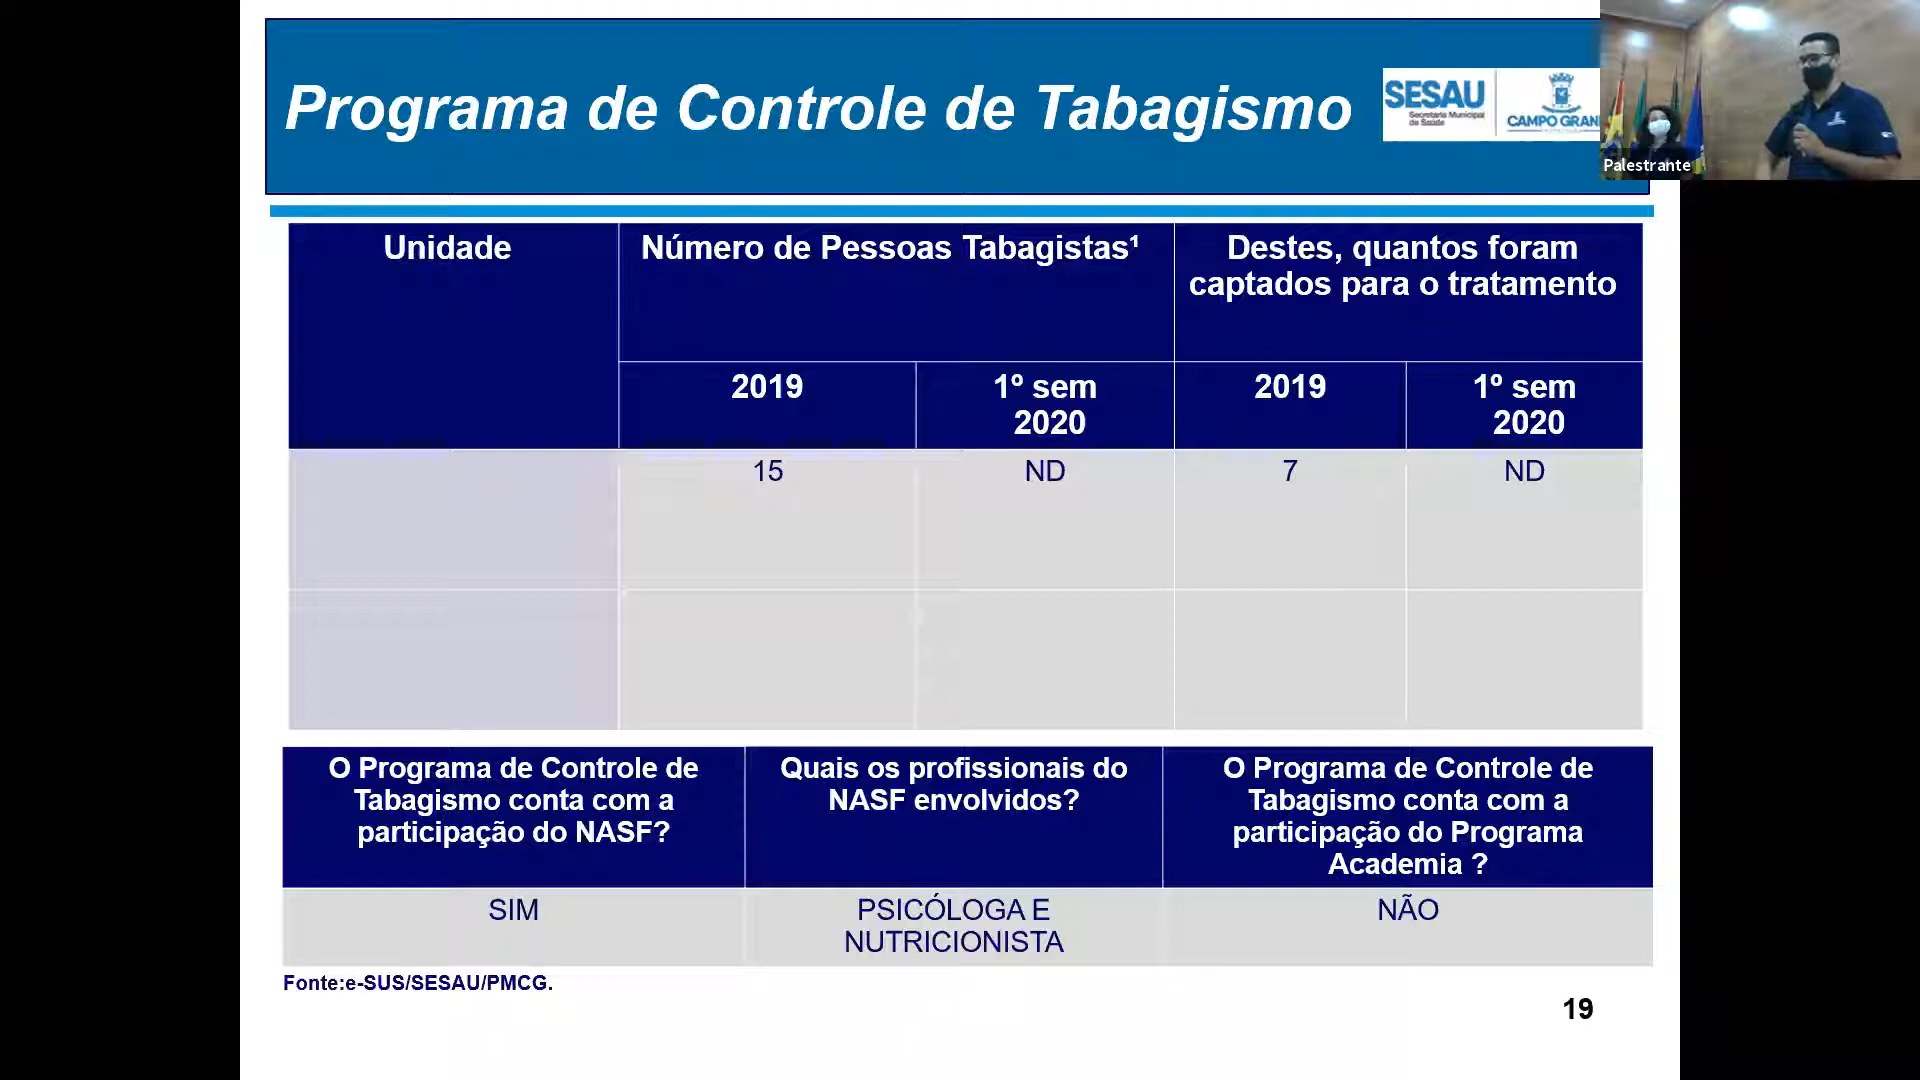 Programa de Controle de Tabagismo
SESAU
Secretaria Municipal
de Saúde
CAMPO GRAN
Palestrante
Unidade
Número de Pessoas Tabagistas¹
Destes, quantos foram
captados para o tratamento
2019
1º sem
2020
2019
1º sem
2020
15
ND
7
ND
O Programa de Controle de
Tabagismo conta com a
participação do NASF?
Quais os profissionais do
NASF envolvidos?
O Programa de Controle de
Tabagismo conta com a
participação do Programa
Academia ?
SIM
PSICÓLOGA E
NUTRICIONISTA
NÃO
Fonte:e-SUS/SESAU/PMCG.
19